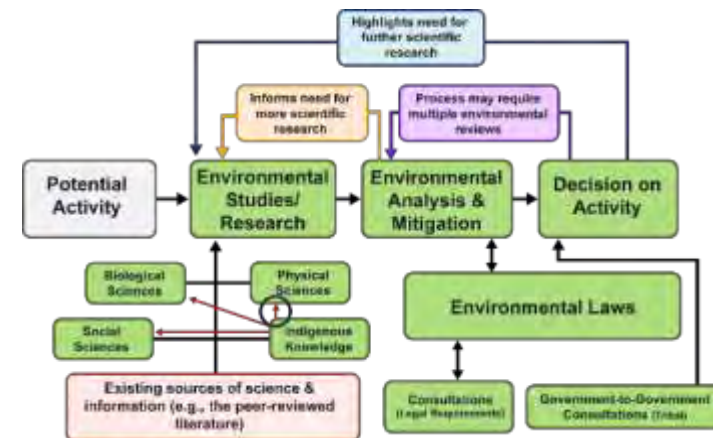 Highlights need for
further scientific
research
Informs need for
more scientific
research
Process may require
multiple environmental
reviews
Potential
Activity
Environmental
Studies/
Research
Environmental
Analysis &
Mitigation
Decision on
Activity
Biological
Sciences
Physical
Sciences
Social
Sciences
Indigenous
Knowledge
Environmental Laws
Existing sources of science &
information (e.g., the peer-reviewed
literature)
Consultations
(Legal Requirements)
Government-to-Government
Consultations (Tribal)